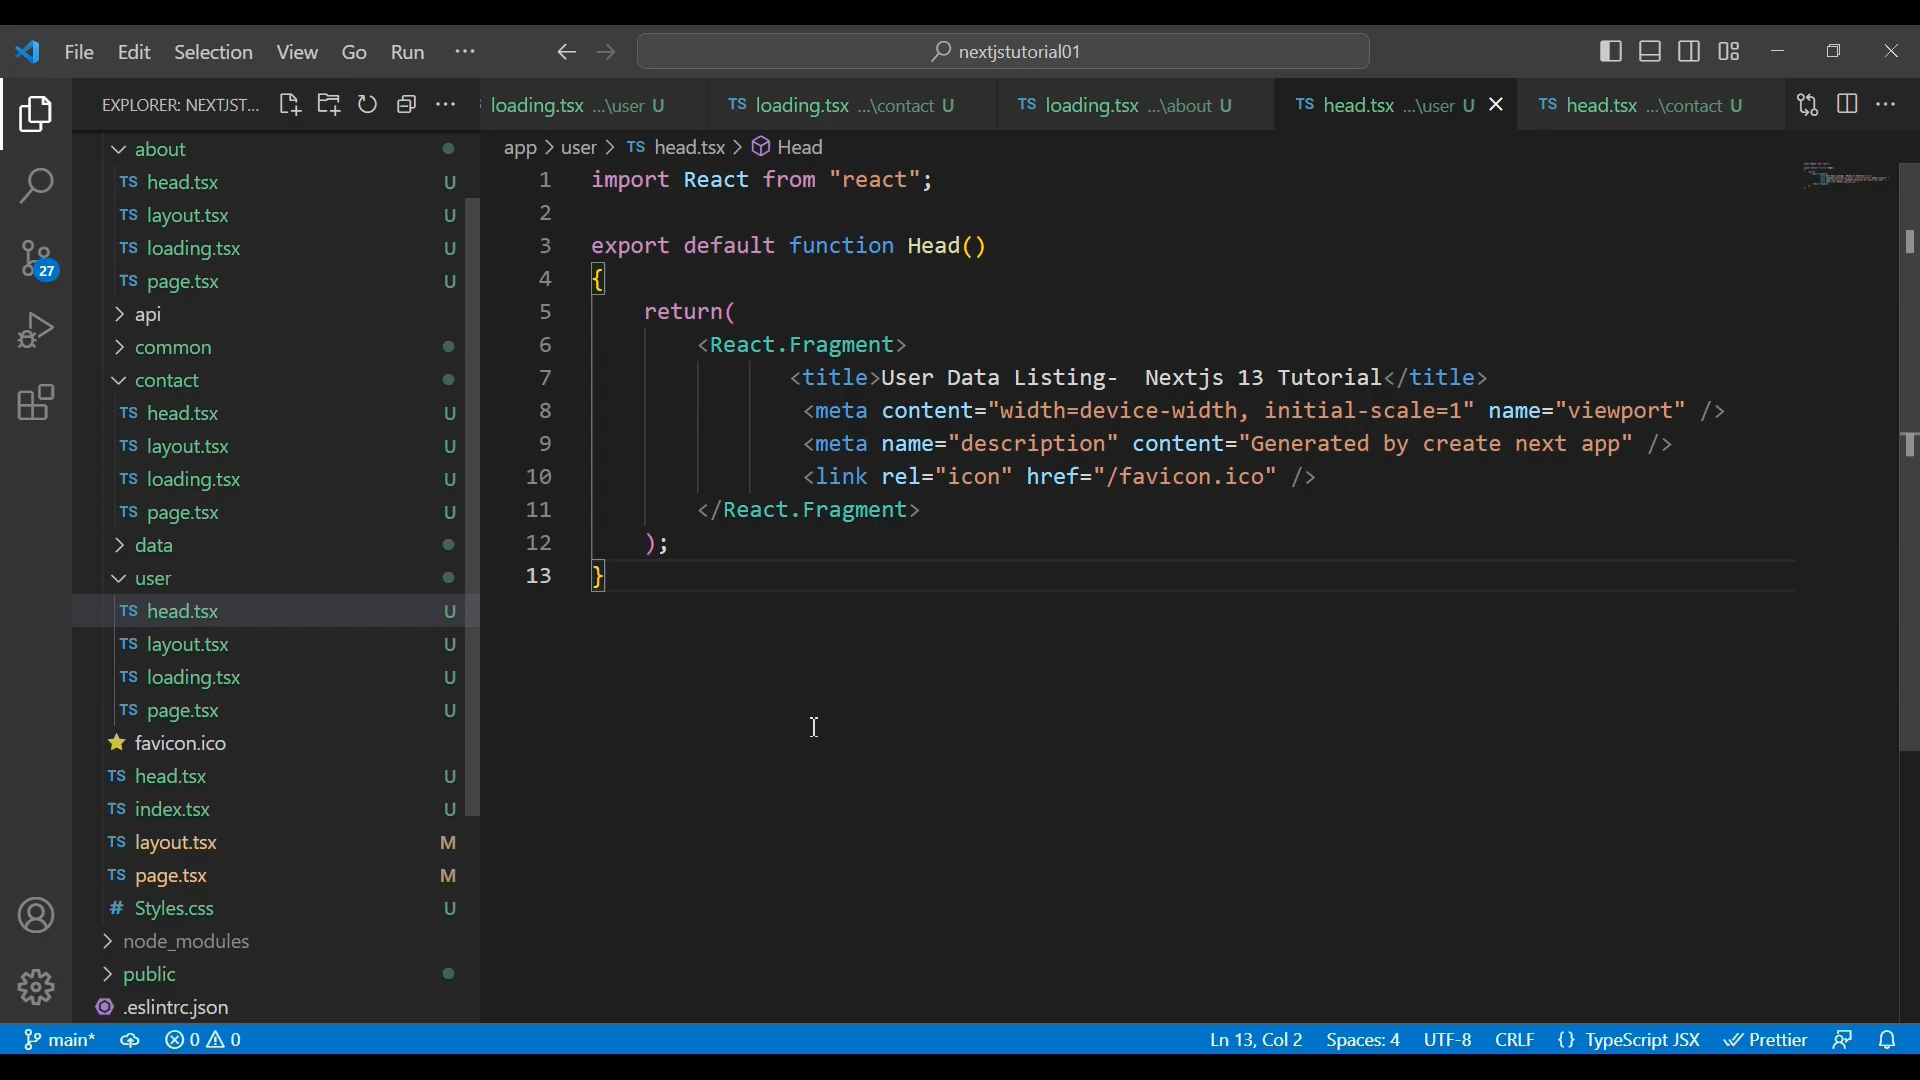 File Edit Selection View Go Run ··· nextjstutorial01
EXPLORER: NEXTJST... ··· loading.tsx ...\user U TS loading.tsx ...\contact U TS loading.tsx ...\about U TS head.tsx ...\user U TS head.tsx ...\contact U ···
app > user > TS head.tsx > Head
about
TS head.tsx U
TS layout.tsx U
TS loading.tsx U
TS page.tsx U
api
common
contact
TS head.tsx U
TS layout.tsx U
TS loading.tsx U
TS page.tsx U
data
user
TS head.tsx U
TS layout.tsx U
TS loading.tsx U
TS page.tsx U
favicon.ico
TS head.tsx U
TS index.tsx U
TS layout.tsx M
TS page.tsx M
# Styles.css U
node_modules
public
.eslintrc.json
27
1 import React from "react";
2
3 export default function Head()
4 {
5 return(
6 <React.Fragment>
7 <title>User Data Listing-  Nextjs 13 Tutorial</title>
8 <meta content="width=device-width, initial-scale=1" name="viewport" />
9 <meta name="description" content="Generated by create next app" />
10 <link rel="icon" href="/favicon.ico" />
11 </React.Fragment>
12 );
13 }
main* 0 0 Ln 13, Col 2 Spaces: 4 UTF-8 CRLF {} TypeScript JSX Prettier